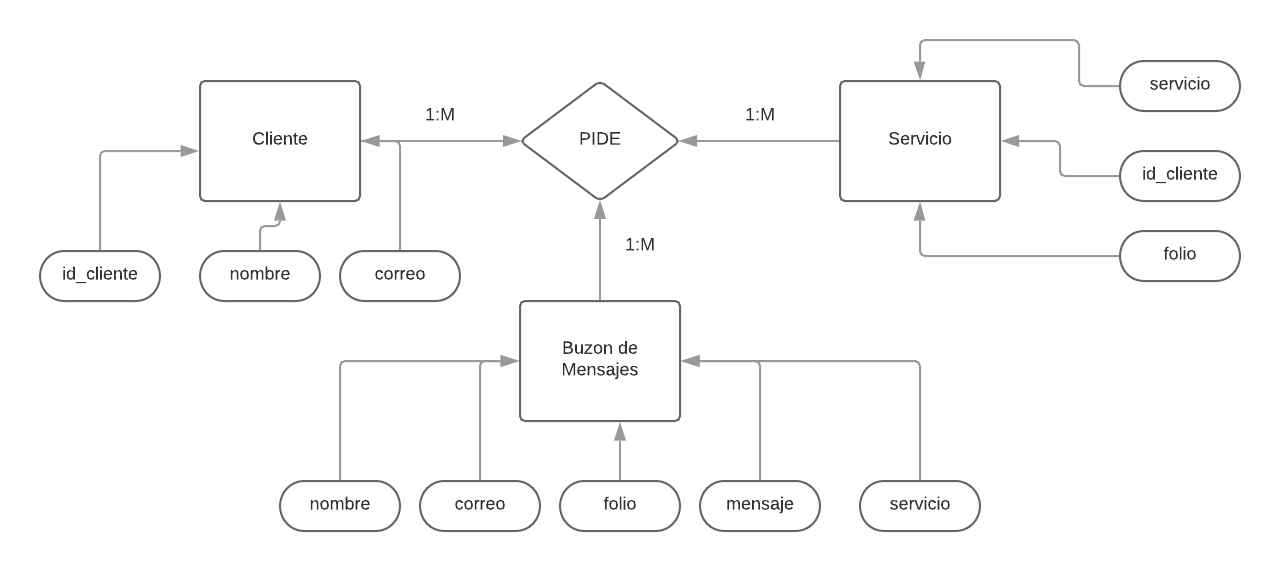 servicio
1:M
1:M
Cliente
PIDE
Servicio
id_cliente
1:M
id_cliente
nombre
correo
folio
Buzon de
Mensajes
nombre
correo
folio
mensaje
servicio